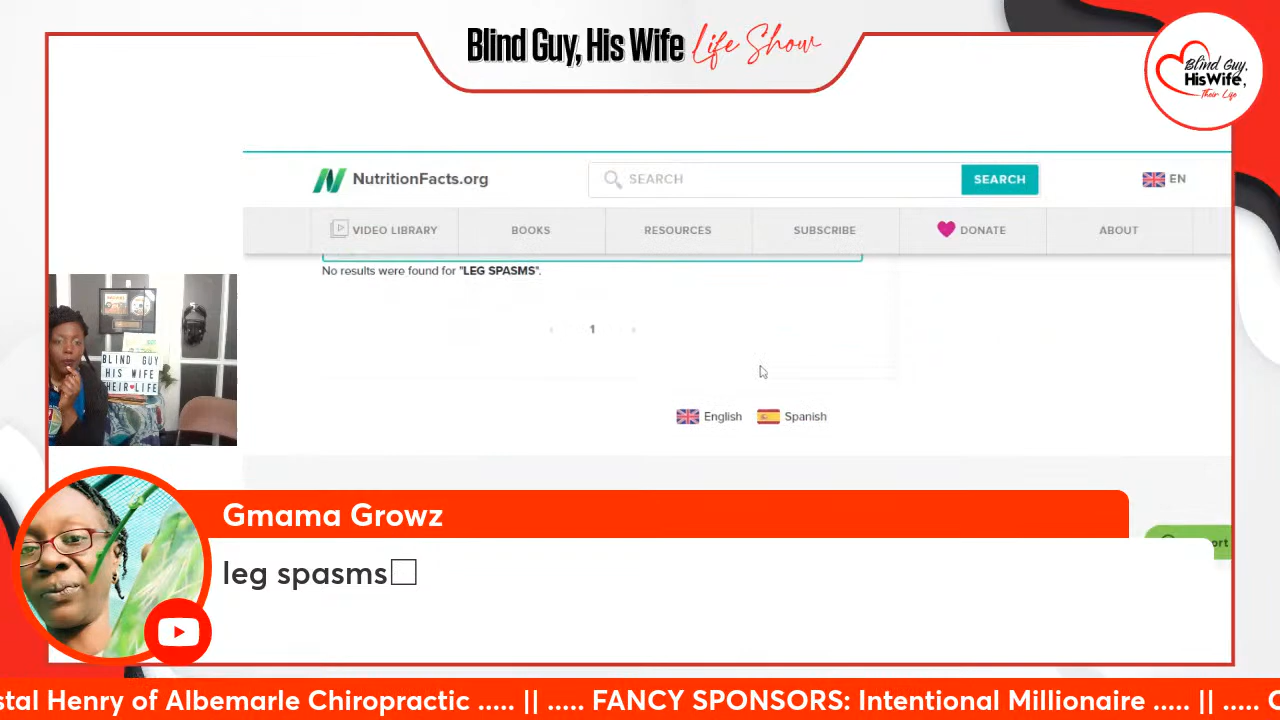 Blind Guy, His Wife Life Show
Blind Guy,
His Wife,
Their Life
NutritionFacts.org
SEARCH
SEARCH
EN
VIDEO LIBRARY
BOOKS
RESOURCES
SUBSCRIBE
DONATE
ABOUT
No results were found for "LEG SPASMS".
1
English
Spanish
BLIND GUY
HIS WIFE
THEIR♥LIFE
Gmama Growz
leg spasms□
ort
stal Henry of Albemarle Chiropractic ..... || ..... FANCY SPONSORS: Intentional Millionaire ..... || ..... C